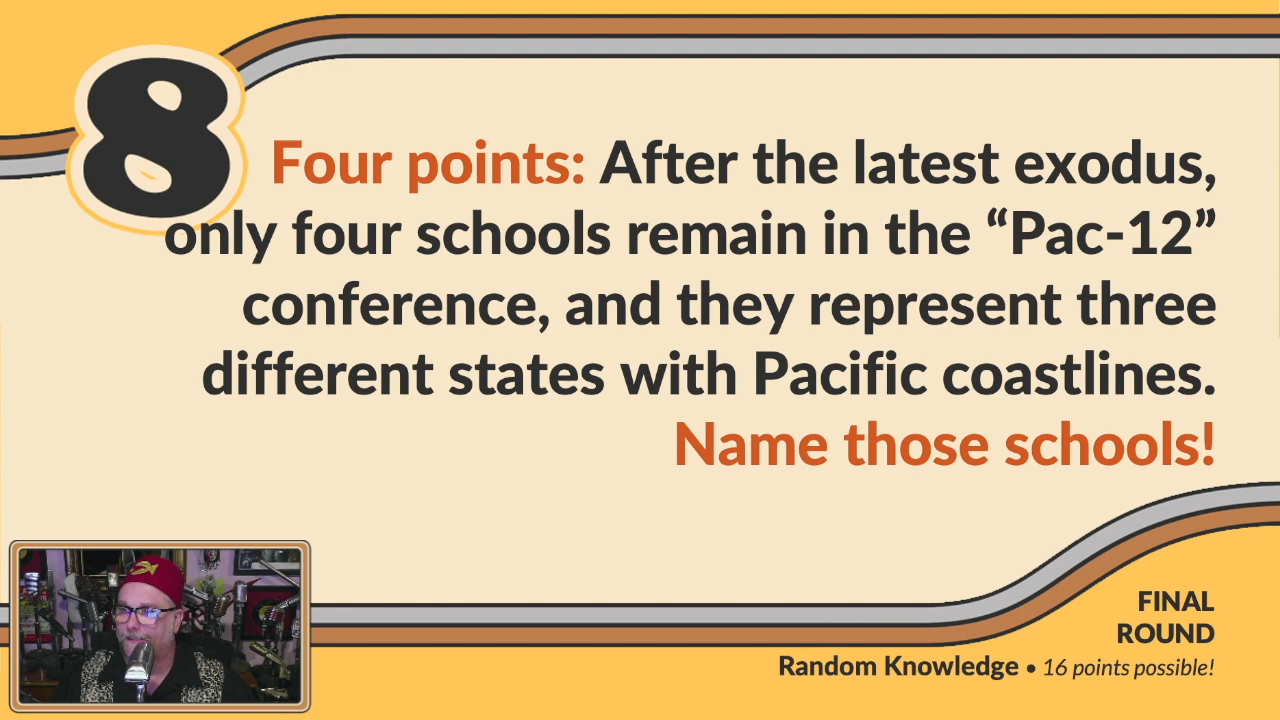 8
Four points: After the latest exodus,
only four schools remain in the “Pac-12”
conference, and they represent three
different states with Pacific coastlines.
Name those schools!
FINAL
ROUND
Random Knowledge • 16 points possible!